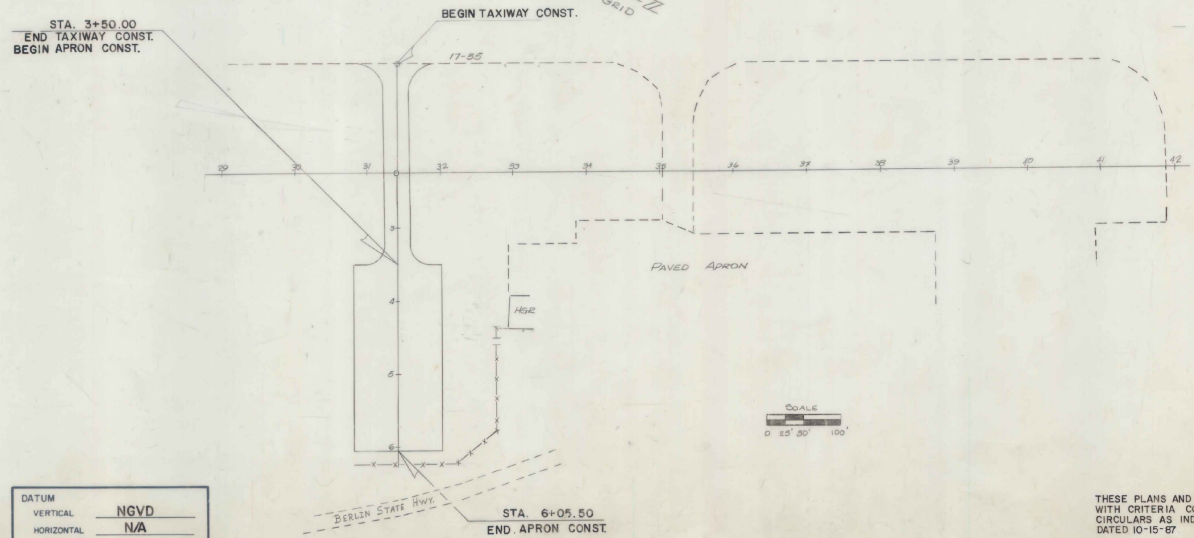 GRID
BEGIN TAXIWAY CONST.
STA. 3+50.00
END TAXIWAY CONST.
BEGIN APRON CONST.
17-35
29 30 31 32 33 34 35 36 37 38 39 40 41 42
0
3
4
5
6
PAVED APRON
HGR
SCALE
0 25' 50' 100'
BERLIN STATE HWY.
STA. 6+05.50
END. APRON CONST.
DATUM
VERTICAL NGVD
HORIZONTAL N/A
THESE PLANS AND
WITH CRITERIA CO
CIRCULARS AS IND
DATED 10-15-87